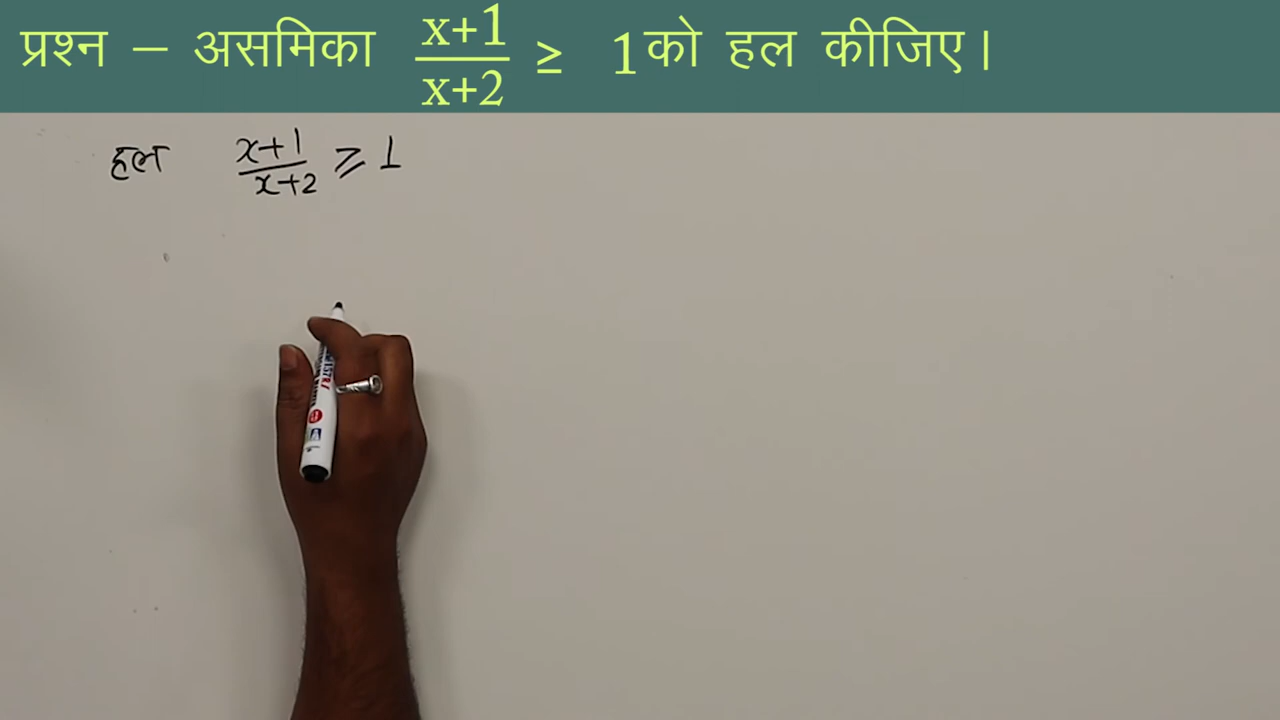 प्रश्न – असमिका x+1/x+2 ≥ 1 को हल कीजिए।
हल x+1/x+2 ≥ 1